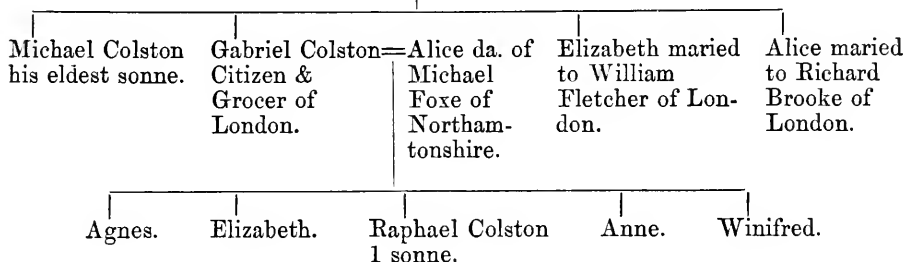 Michael Colston
his eldest sonne.
Gabriel Colston=
Citizen &
Grocer of
London.
Alice da. of
Michael
Foxe of
Northam-
tonshire.
Elizabeth maried
to William
Fletcher of Lon-
don.
Alice maried
to Richard
Brooke of
London.
Agnes.
Elizabeth.
Raphael Colston
1 sonne.
Anne.
Winifred.